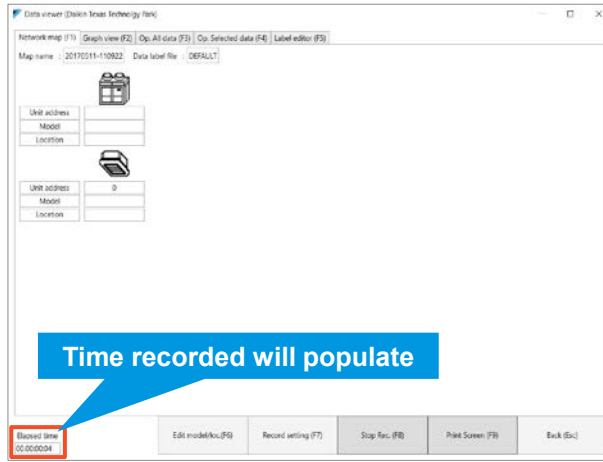 Data viewer (Daikin Texas Technolgy Park)
Network map (F1) Graph view (F2) Op. All data (F3) Op. Selected data (F4) Label editor (F5)
Map name : 20170511-110922 Data label file : DEFAULT
Unit address
Model
Location
Unit address 0
Model
Location
Time recorded will populate
Elapsed time
00:00:00:04
Edit model/loc.(F6) Record setting (F7) Stop Rec. (F8) Print Screen (F9) Back (Esc)